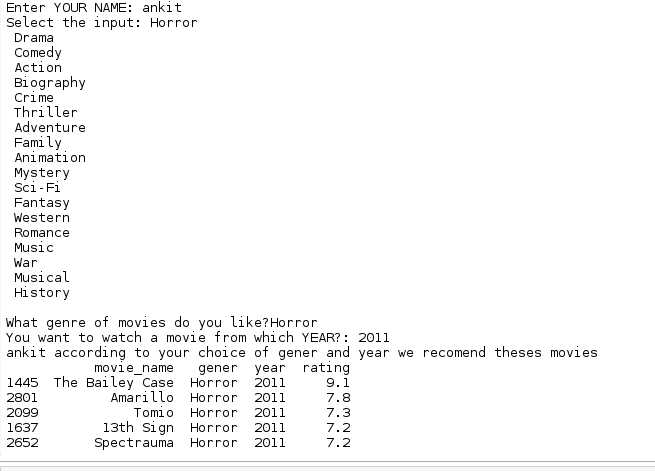 Enter YOUR NAME: ankit
Select the input: Horror
Drama
Comedy
Action
Biography
Crime
Thriller
Adventure
Family
Animation
Mystery
Sci-Fi
Fantasy
Western
Romance
Music
War
Musical
History
What genre of movies do you like?Horror
You want to watch a movie from which YEAR?: 2011
ankit according to your choice of gener and year we recomend theses movies
movie_name gener year rating
1445 The Bailey Case Horror 2011 9.1
2801 Amarillo Horror 2011 7.8
2099 Tomio Horror 2011 7.3
1637 13th Sign Horror 2011 7.2
2652 Spectrauma Horror 2011 7.2